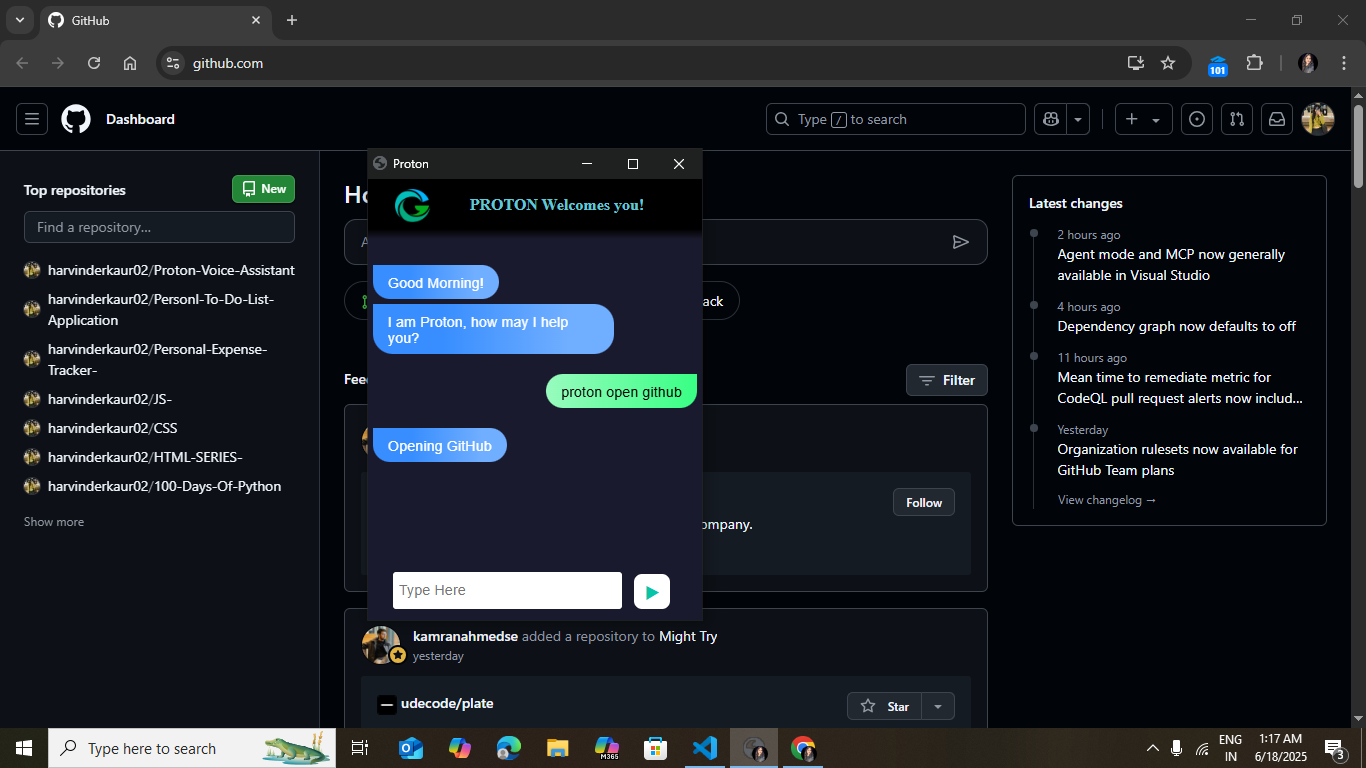 GitHub
github.com
101
Dashboard
Type / to search
Top repositories
New
Find a repository...
harvinderkaur02/Proton-Voice-Assistant
harvinderkaur02/Personl-To-Do-List-
Application
harvinderkaur02/Personal-Expense-
Tracker-
harvinderkaur02/JS-
harvinderkaur02/CSS
harvinderkaur02/HTML-SERIES-
harvinderkaur02/100-Days-Of-Python
Show more
Proton
PROTON Welcomes you!
Good Morning!
I am Proton, how may I help
you?
proton open github
Opening GitHub
Type Here
Ho
ack
Fee
Filter
Follow
ompany.
kamranahmedse added a repository to Might Try
yesterday
udecode/plate
Star
Latest changes
2 hours ago
Agent mode and MCP now generally
available in Visual Studio
4 hours ago
Dependency graph now defaults to off
11 hours ago
Mean time to remediate metric for
CodeQL pull request alerts now includ...
Yesterday
Organization rulesets now available for
GitHub Team plans
View changelog →
Type here to search
M365
ENG
IN
1:17 AM
6/18/2025
3